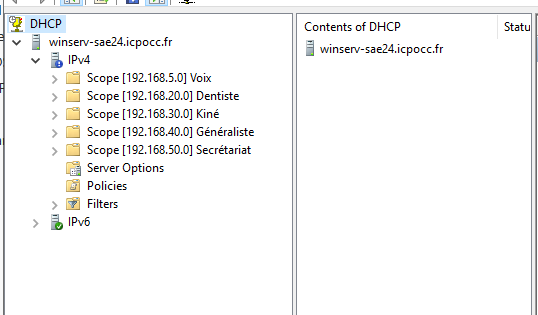 DHCP
winserv-sae24.icpocc.fr
IPv4
Scope [192.168.5.0] Voix
Scope [192.168.20.0] Dentiste
Scope [192.168.30.0] Kiné
Scope [192.168.40.0] Généraliste
Scope [192.168.50.0] Secrétariat
Server Options
Policies
Filters
IPv6
Contents of DHCP Statu
winserv-sae24.icpocc.fr